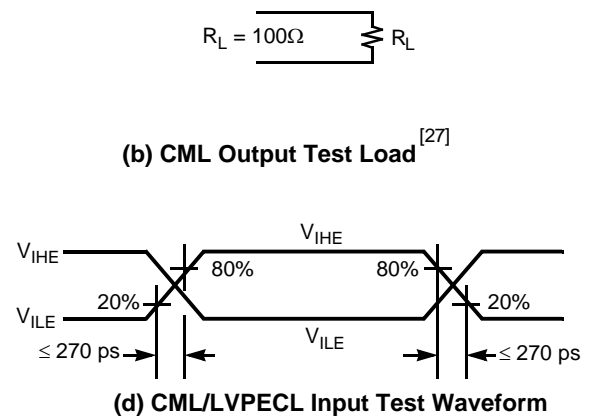 R_L = 100Ω R_L
(b) CML Output Test Load [27]
V_IHE V_IHE
80% 80%
20% 20%
V_ILE V_ILE
≤ 270 ps ≤ 270 ps
(d) CML/LVPECL Input Test Waveform